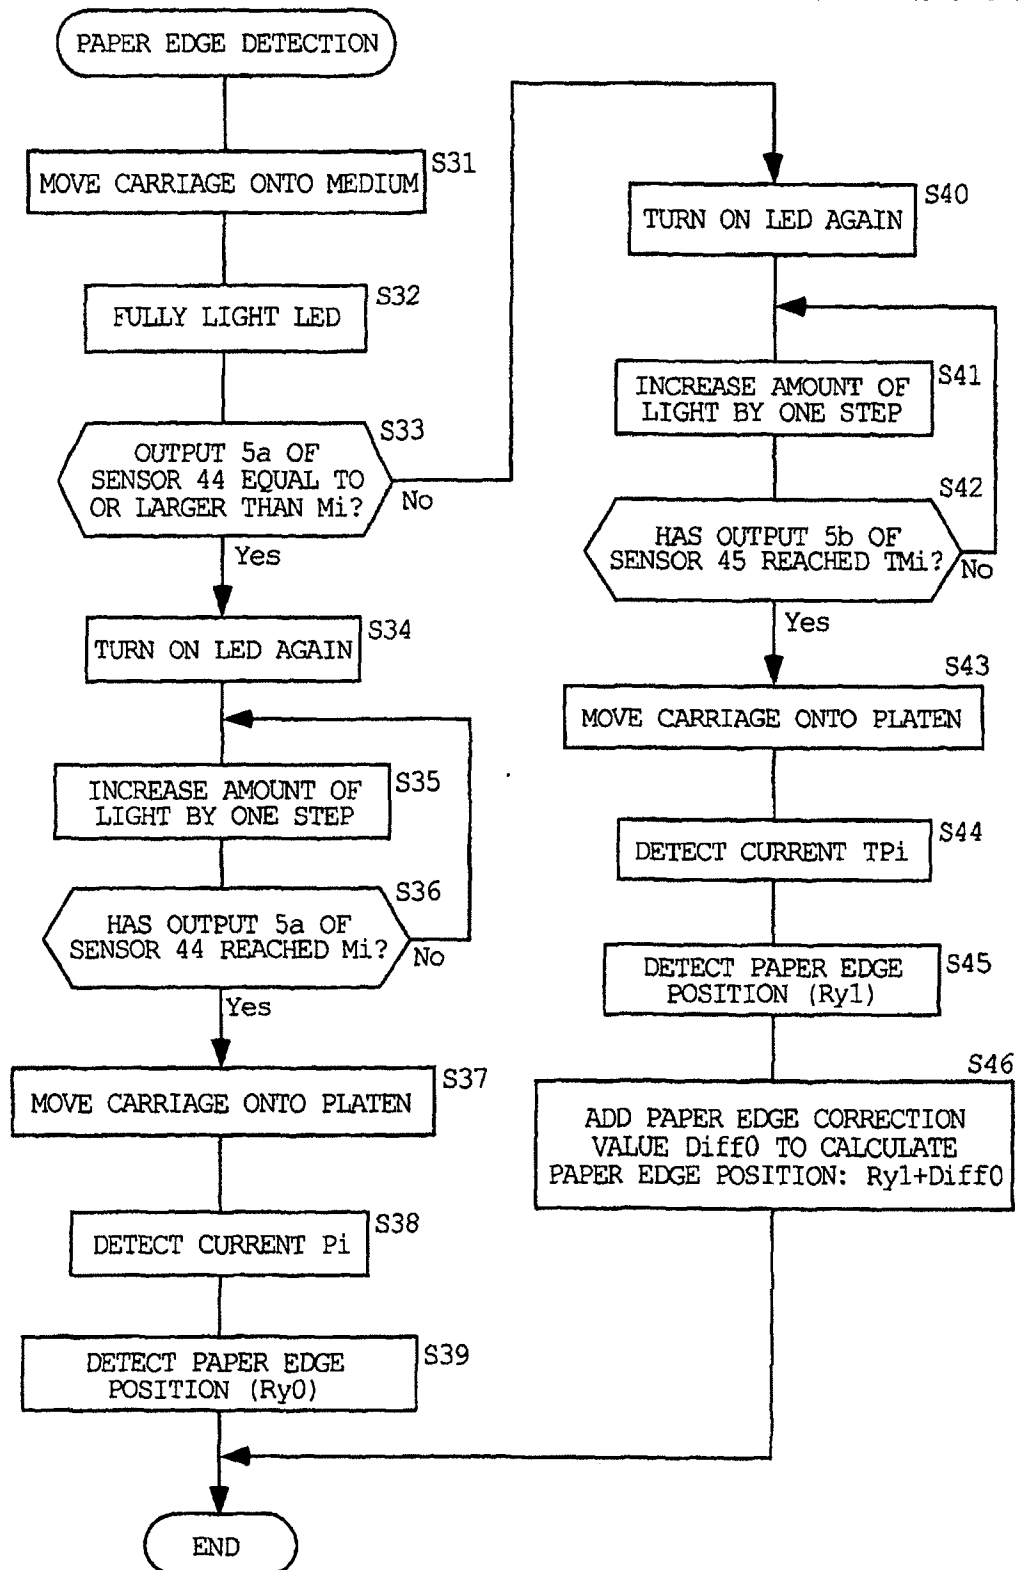 PAPER EDGE DETECTION
S31
MOVE CARRIAGE ONTO MEDIUM
S32
FULLY LIGHT LED
S33
OUTPUT 5a OF
SENSOR 44 EQUAL TO
OR LARGER THAN Mi?
No
Yes
S34
TURN ON LED AGAIN
S35
INCREASE AMOUNT OF
LIGHT BY ONE STEP
S36
HAS OUTPUT 5a OF
SENSOR 44 REACHED Mi?
No
Yes
S37
MOVE CARRIAGE ONTO PLATEN
S38
DETECT CURRENT Pi
S39
DETECT PAPER EDGE
POSITION (Ry0)
S40
TURN ON LED AGAIN
S41
INCREASE AMOUNT OF
LIGHT BY ONE STEP
S42
HAS OUTPUT 5b OF
SENSOR 45 REACHED TMi?
No
Yes
S43
MOVE CARRIAGE ONTO PLATEN
S44
DETECT CURRENT TPi
S45
DETECT PAPER EDGE
POSITION (Ry1)
S46
ADD PAPER EDGE CORRECTION
VALUE Diff0 TO CALCULATE
PAPER EDGE POSITION: Ry1+Diff0
END